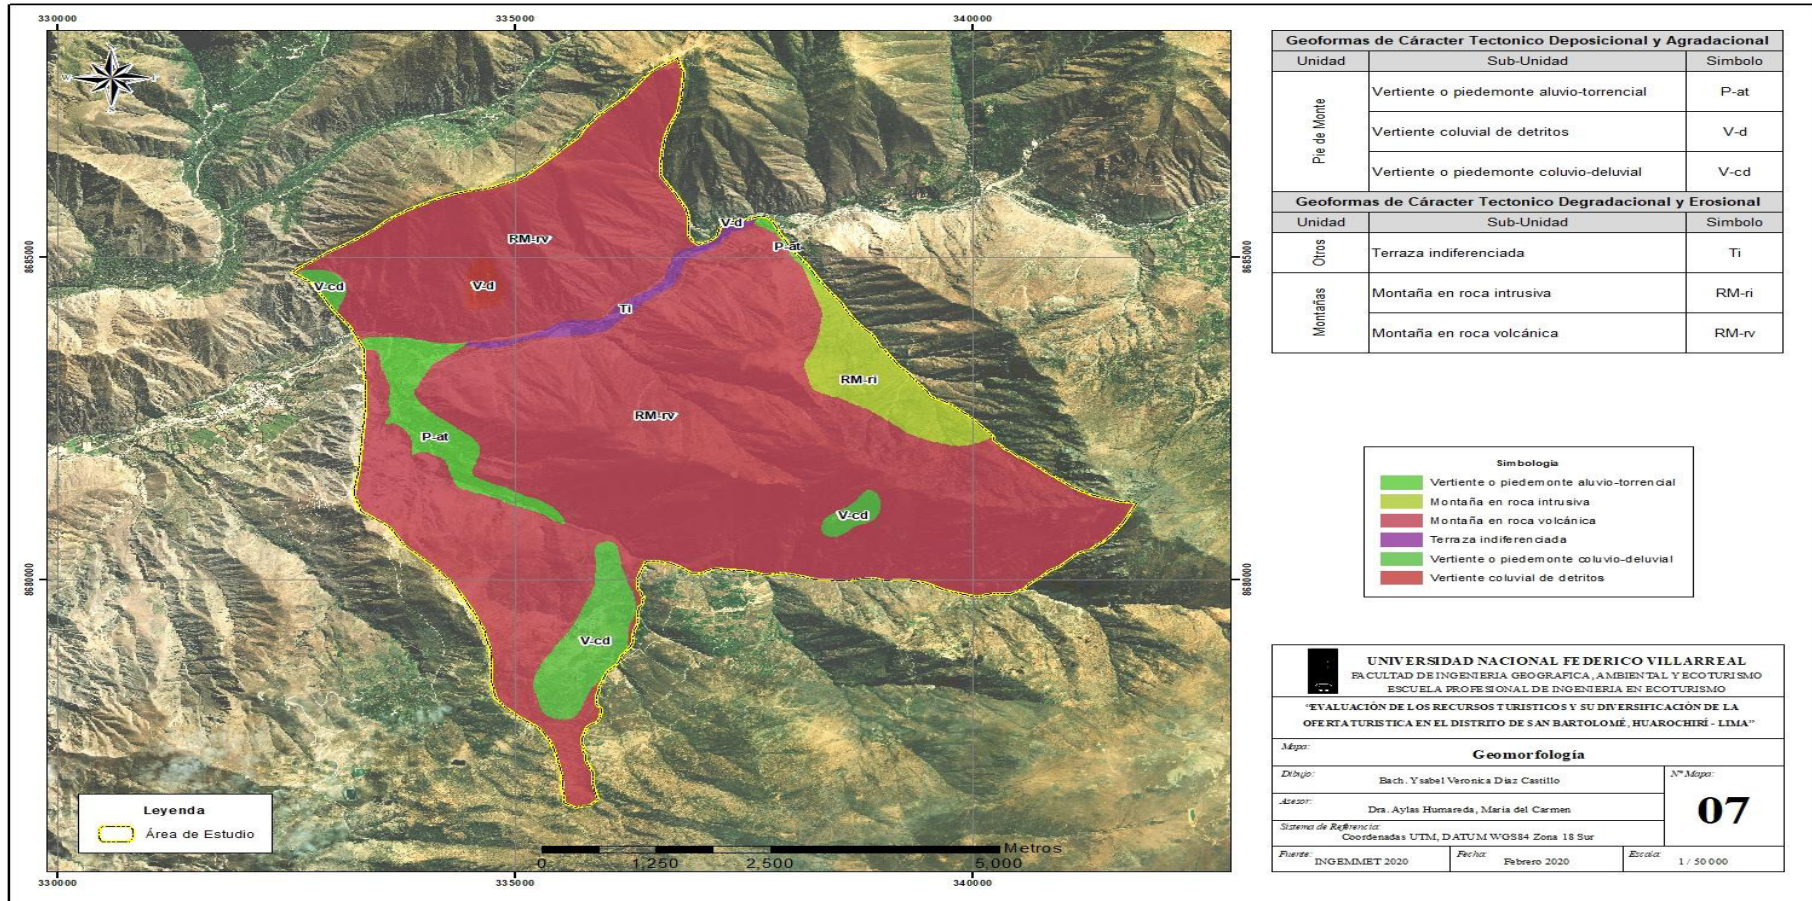 330000
335000
340000
8685000
8680000
N
W
E
S
V-d
P-at
RM-rv
V-cd
V-d
Ti
RM-ri
RM-rv
P-at
V-cd
V-cd
8685000
8680000
Leyenda
Área de Estudio
Metros
0
1,250
2,500
5,000
330000
335000
340000
Geoformas de Cáracter Tectonico Deposicional y Agradacional
Unidad Sub-Unidad Simbolo
Pie de Monte
Vertiente o piedemonte aluvio-torrencial P-at
Vertiente coluvial de detritos V-d
Vertiente o piedemonte coluvio-deluvial V-cd
Geoformas de Cáracter Tectonico Degradacional y Erosional
Unidad Sub-Unidad Simbolo
Otros Terraza indiferenciada Ti
Montañas
Montaña en roca intrusiva RM-ri
Montaña en roca volcánica RM-rv
Simbologia
Vertiente o piedemonte aluvio-torrencial
Montaña en roca intrusiva
Montaña en roca volcánica
Terraza indiferenciada
Vertiente o piedemonte coluvio-deluvial
Vertiente coluvial de detritos
UNIVERSIDAD NACIONAL FEDERICO VILLARREAL
FACULTAD DE INGENIERIA GEOGRAFICA, AMBIENTAL Y ECOTURISMO
ESCUELA PROFESIONAL DE INGENIERIA EN ECOTURISMO
“EVALUACIÓN DE LOS RECURSOS TURISTICOS Y SU DIVERSIFICACIÓN DE LA
OFERTA TURISTICA EN EL DISTRITO DE SAN BARTOLOMÉ, HUAROCHIRÍ - LIMA”
Mapa: Geomorfología
Dibujo: Bach. Ysabel Veronica Diaz Castillo
N° Mapa: 07
Asesor: Dra. Aylas Humareda, Maria del Carmen
Sistema de Referencia:
Coordenadas UTM, DATUM WGS84 Zona 18 Sur
Fuente: INGEMMET 2020
Fecha: Febrero 2020
Escala: 1 / 50 000